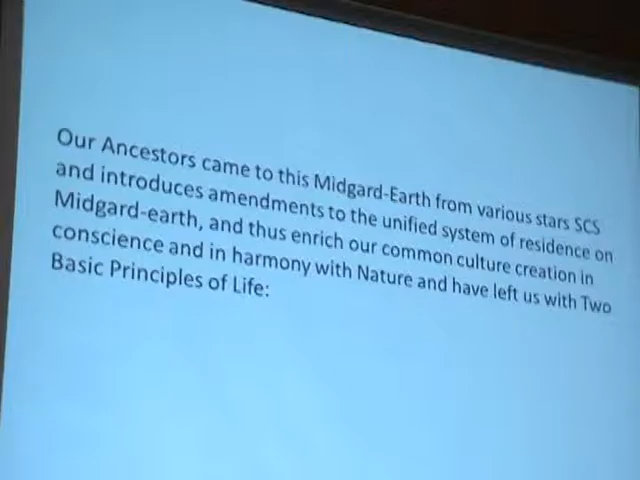 Our Ancestors came to this Midgard-Earth from various stars SCS
and introduces amendments to the unified system of residence on
Midgard-earth, and thus enrich our common culture creation in
conscience and in harmony with Nature and have left us with Two
Basic Principles of Life: